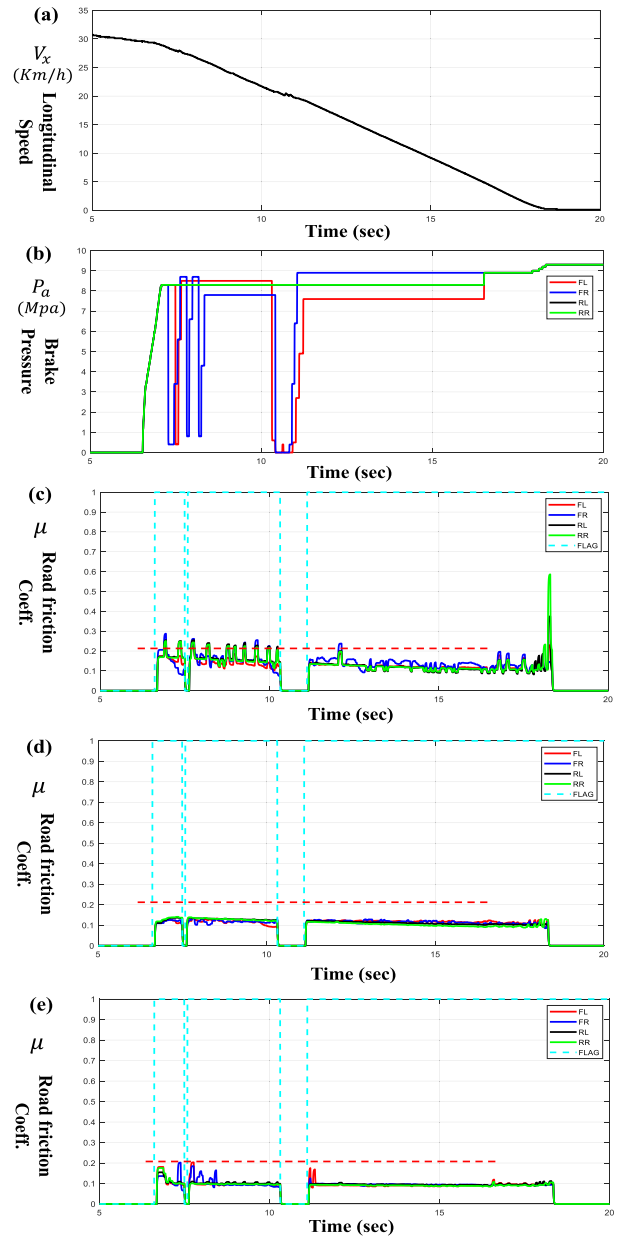 (a)
V_x
(Km/h)
Longitudinal
Speed
35
30
25
20
15
10
5
0
5
10
15
20
Time (sec)
(b)
P_a
(Mpa)
Brake
Pressure
10
9
8
7
6
5
4
3
2
1
0
FL
FR
RL
RR
5
10
15
20
Time (sec)
(c)
μ
Road friction
Coeff.
1
0.9
0.8
0.7
0.6
0.5
0.4
0.3
0.2
0.1
0
FL
FR
RL
RR
FLAG
5
10
15
20
Time (sec)
(d)
μ
Road friction
Coeff.
1
0.9
0.8
0.7
0.6
0.5
0.4
0.3
0.2
0.1
0
FL
FR
RL
RR
FLAG
5
10
15
20
Time (sec)
(e)
μ
Road friction
Coeff.
1
0.9
0.8
0.7
0.6
0.5
0.4
0.3
0.2
0.1
0
FL
FR
RL
RR
FLAG
5
10
15
20
Time (sec)